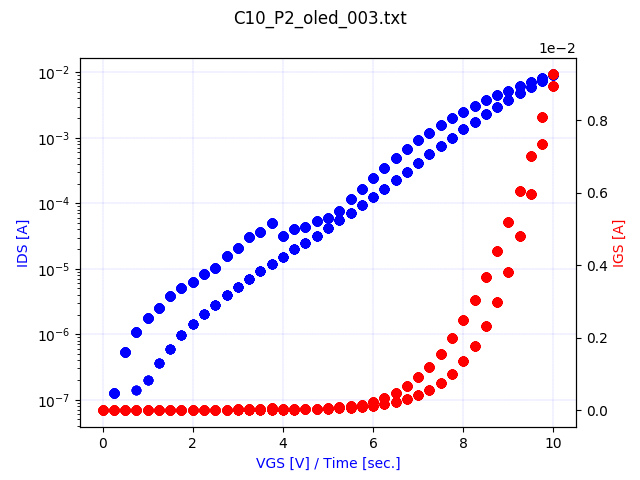 C10_P2_oled_003.txt
1e−2
10⁻²
10⁻³
10⁻⁴
10⁻⁵
10⁻⁶
10⁻⁷
IDS [A]
0.8
0.6
0.4
0.2
0.0
IGS [A]
0 2 4 6 8 10
VGS [V] / Time [sec.]